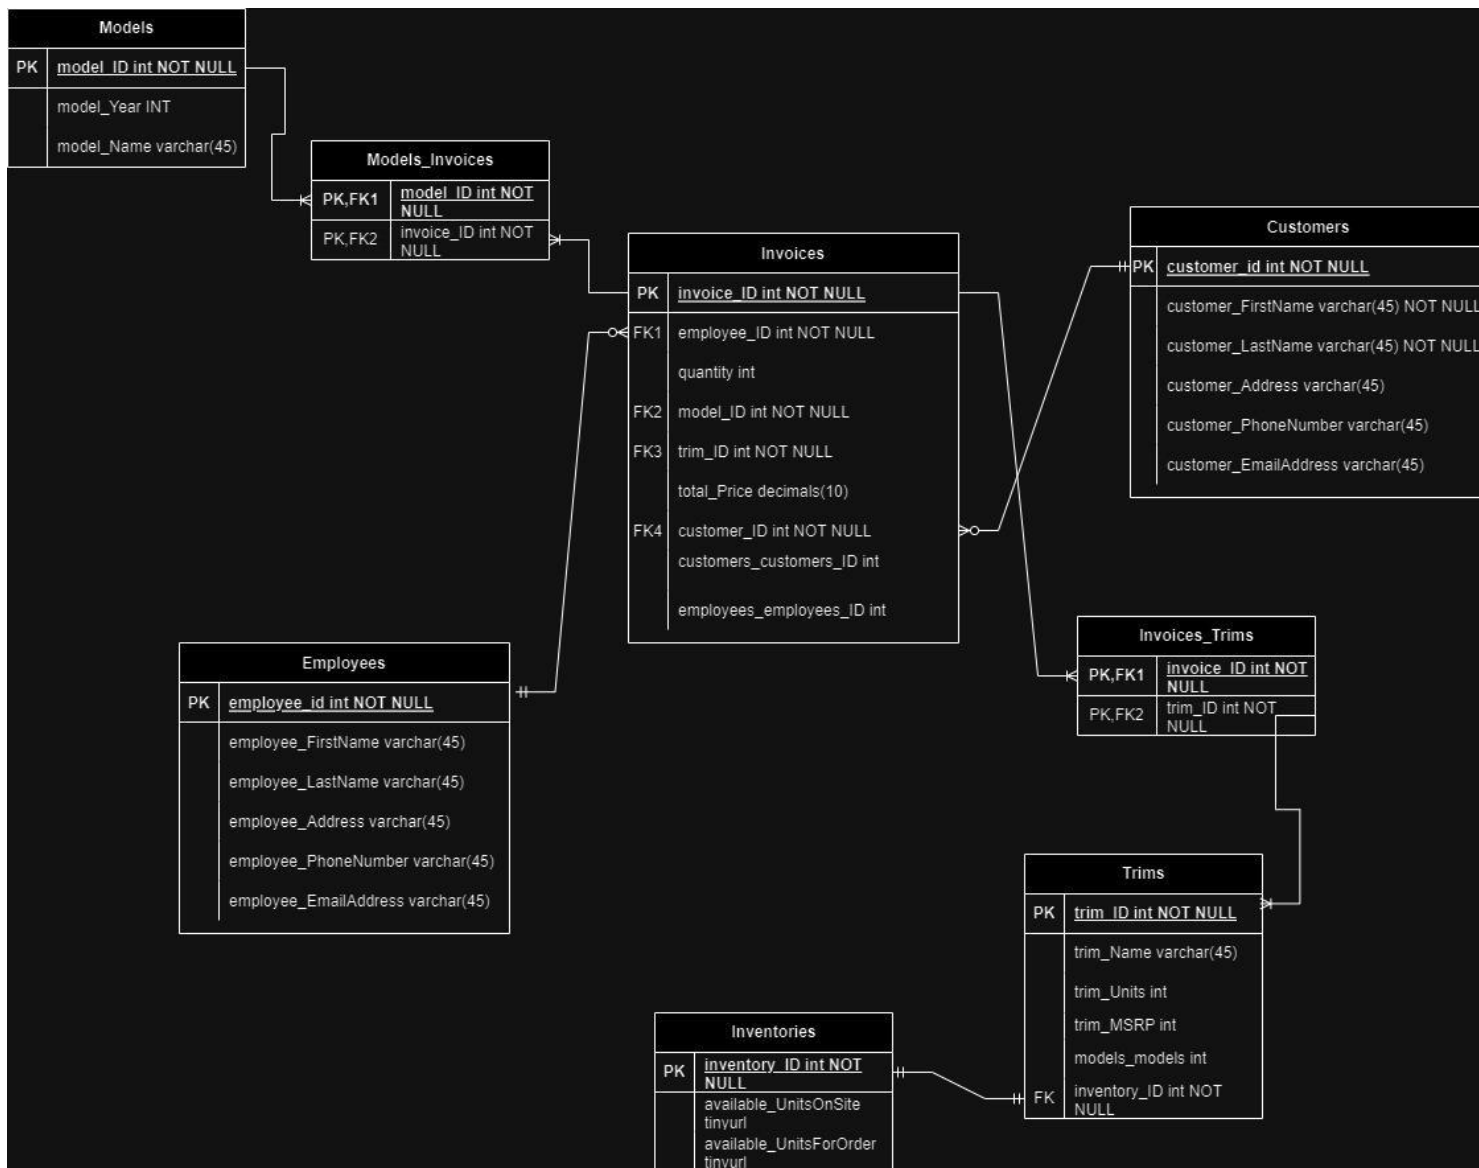 Models
PK model_ID int NOT NULL
model_Year INT
model_Name varchar(45)
Models_Invoices
PK,FK1 model_ID int NOT
NULL
PK,FK2 invoice_ID int NOT
NULL
Invoices
PK invoice_ID int NOT NULL
FK1 employee_ID int NOT NULL
quantity int
FK2 model_ID int NOT NULL
FK3 trim_ID int NOT NULL
total_Price decimals(10)
FK4 customer_ID int NOT NULL
customers_customers_ID int
employees_employees_ID int
Customers
PK customer_id int NOT NULL
customer_FirstName varchar(45) NOT NULL
customer_LastName varchar(45) NOT NULL
customer_Address varchar(45)
customer_PhoneNumber varchar(45)
customer_EmailAddress varchar(45)
Employees
PK employee_id int NOT NULL
employee_FirstName varchar(45)
employee_LastName varchar(45)
employee_Address varchar(45)
employee_PhoneNumber varchar(45)
employee_EmailAddress varchar(45)
Invoices_Trims
PK,FK1 invoice_ID int NOT
NULL
PK,FK2 trim_ID int NOT
NULL
Trims
PK trim_ID int NOT NULL
trim_Name varchar(45)
trim_Units int
trim_MSRP int
models_models int
FK inventory_ID int NOT
NULL
Inventories
PK inventory_ID int NOT
NULL
available_UnitsOnSite
tinyurl
available_UnitsForOrder
tinyurl